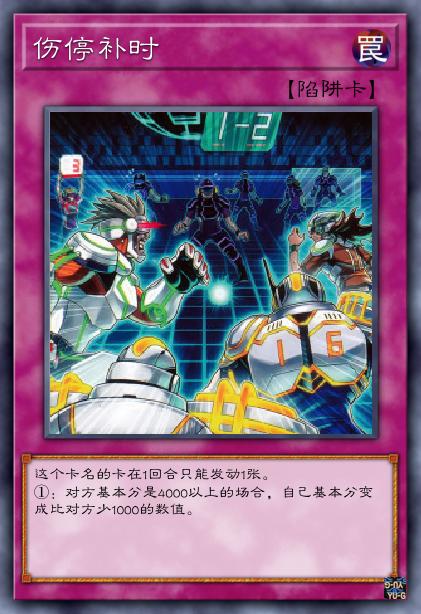 伤停补时
罠
【陷阱卡】
1-2
3
16
这个卡名的卡在1回合只能发动1张。
①：对方基本分是4000以上的场合，自己基本分变
成比对方少1000的数值。